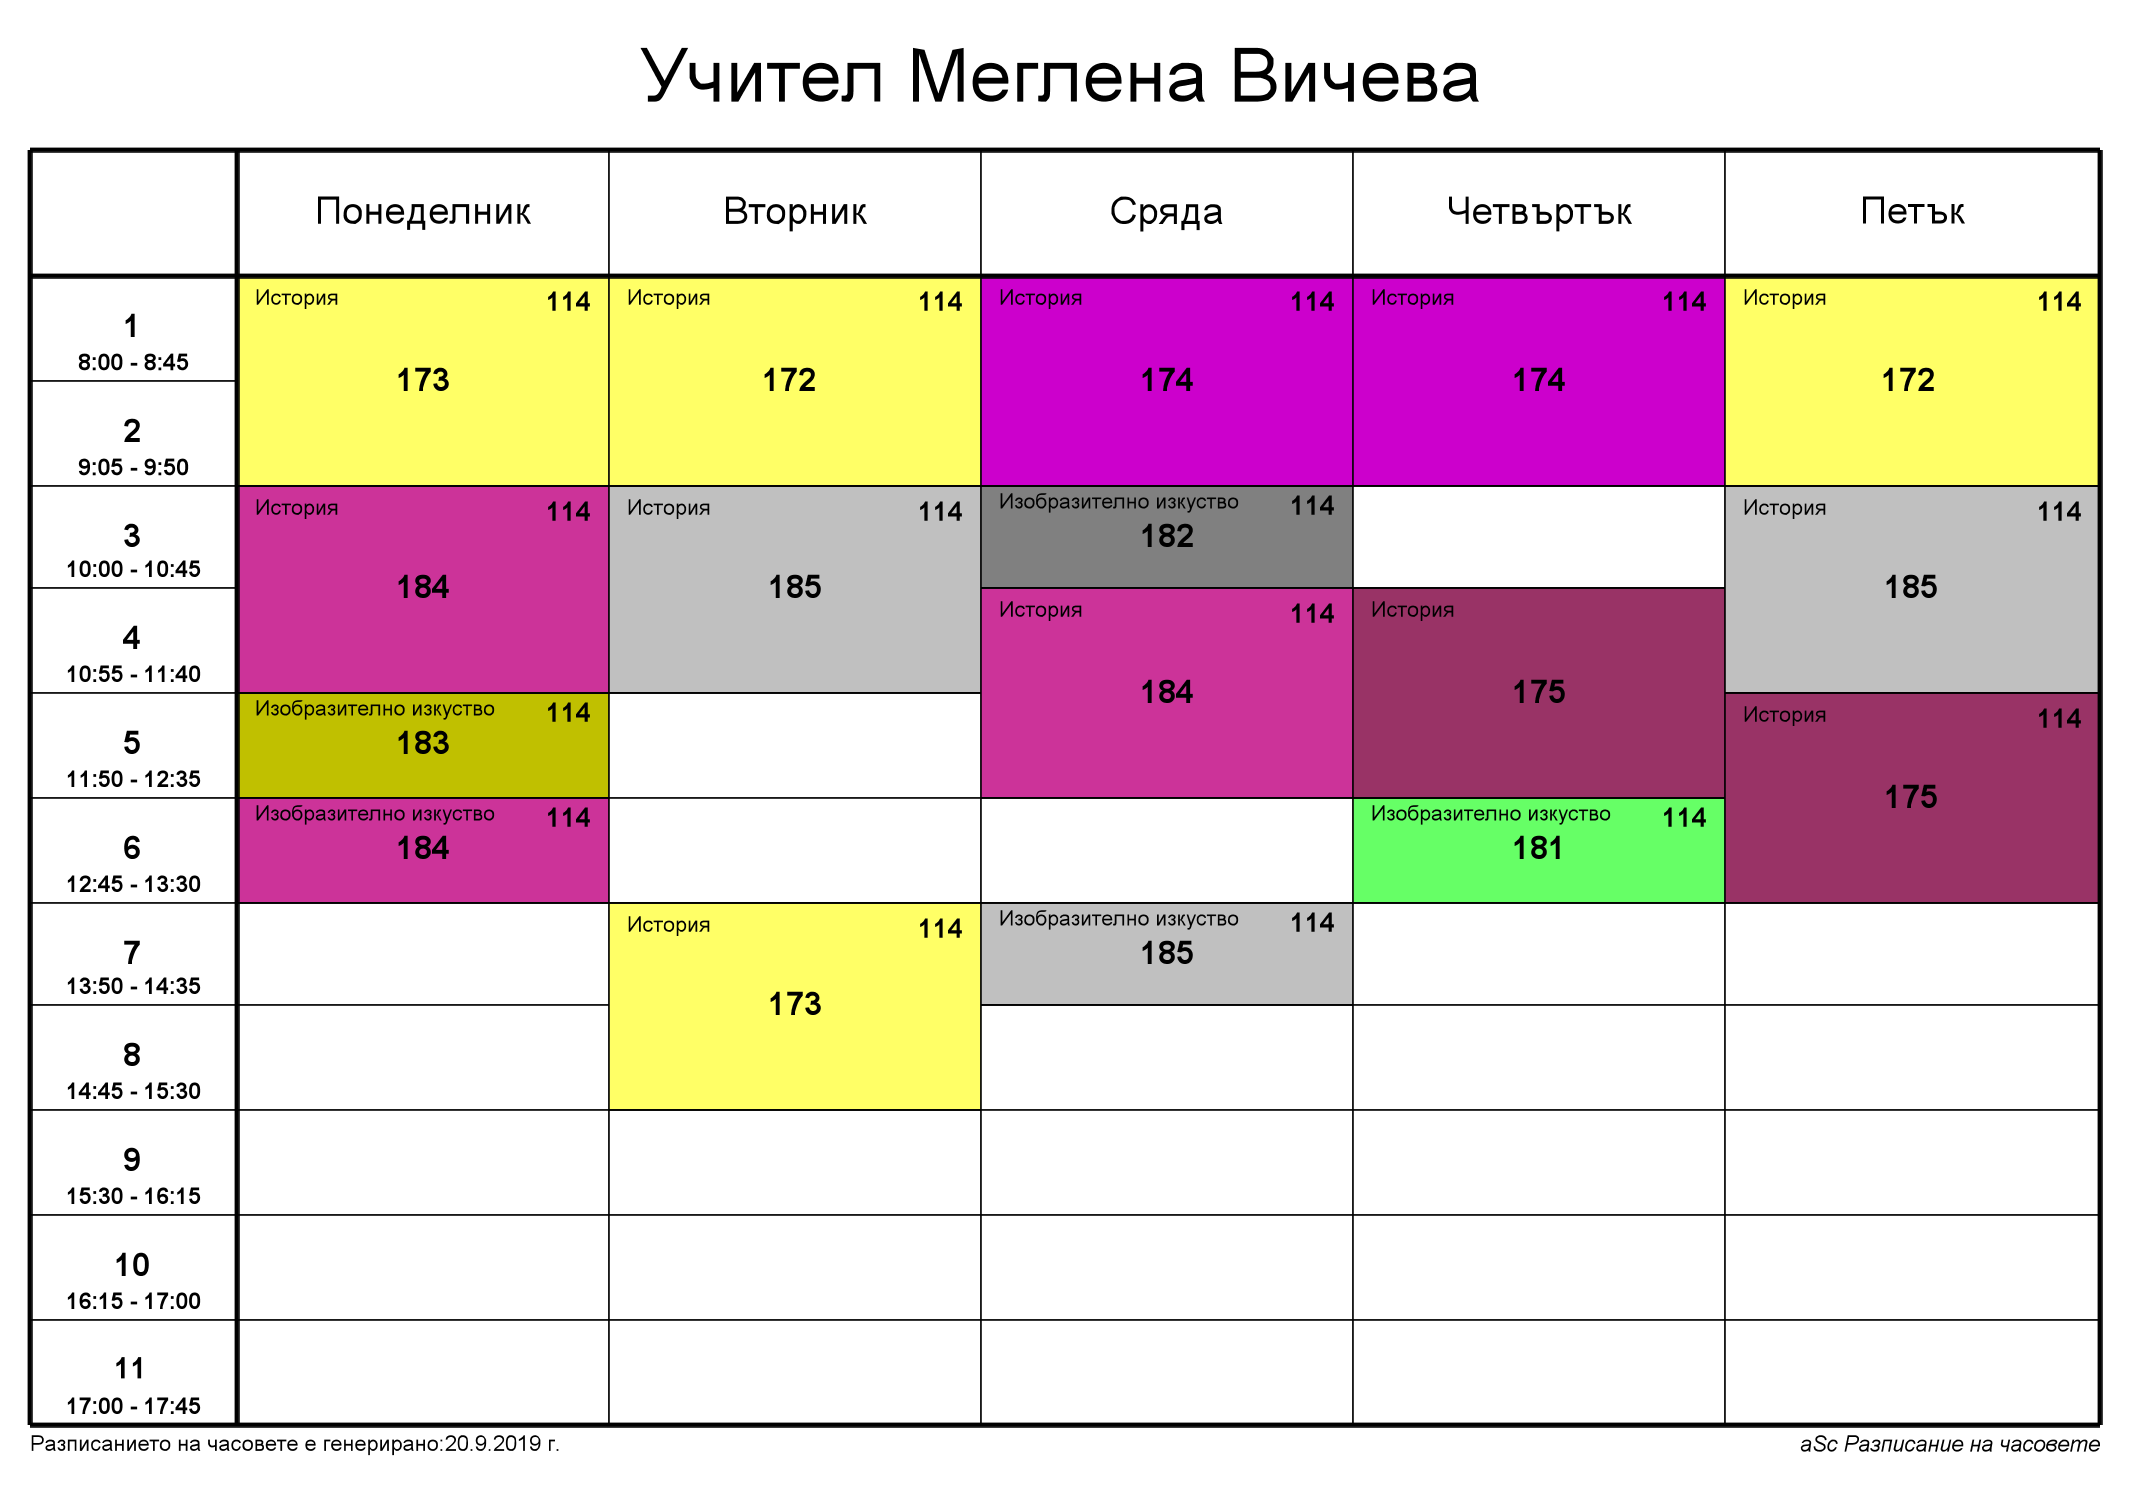 Учител Меглена Вичева
Понеделник Вторник Сряда Четвъртък Петък
1
8:00 - 8:45
История 114
173
История 114
172
История 114
174
История 114
174
История 114
172
2
9:05 - 9:50
3
10:00 - 10:45
История 114
184
История 114
185
Изобразително изкуство 114
182
История 114
185
4
10:55 - 11:40
История 114
184
История
175
5
11:50 - 12:35
Изобразително изкуство 114
183
История 114
175
6
12:45 - 13:30
Изобразително изкуство 114
184
Изобразително изкуство 114
181
7
13:50 - 14:35
История 114
173
Изобразително изкуство 114
185
8
14:45 - 15:30
9
15:30 - 16:15
10
16:15 - 17:00
11
17:00 - 17:45
Разписанието на часовете е генерирано:20.9.2019 г.
aSc Разписание на часовете